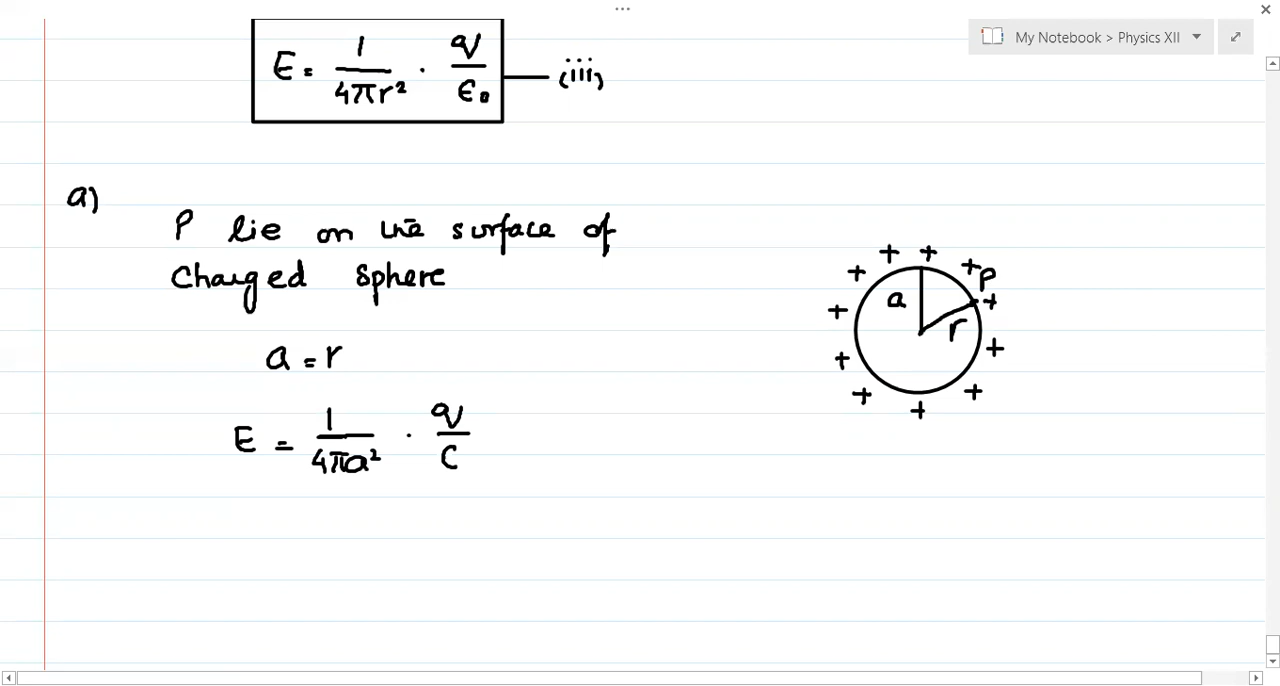 My Notebook > Physics XII
E = 1/4πr² · q/ε₀ — (iii)
a)
P lie on the surface of
charged sphere
a = r
E = 1/4πa² · q/C
+ + + + + + + + + + + +
P
a
r